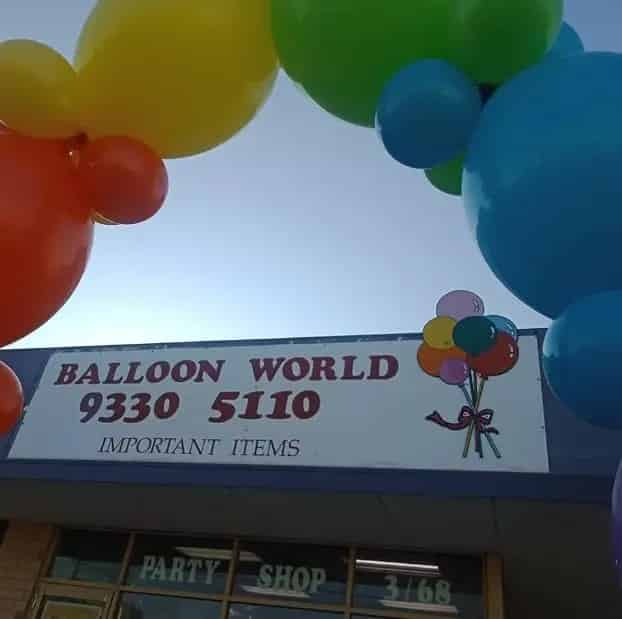 BALLOON WORLD
9330 5110
IMPORTANT ITEMS
PARTY SHOP 3/68